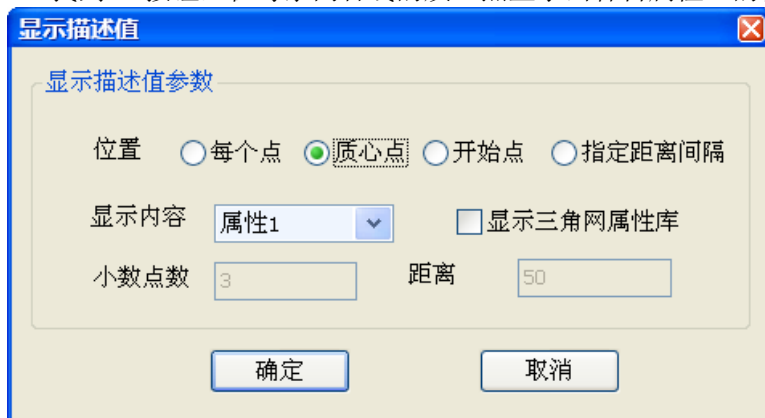 显示描述值
显示描述值参数
位置 每个点 质心点 开始点 指定距离间隔
显示内容 属性1 显示三角网属性库
小数点数 3 距离 50
确定 取消